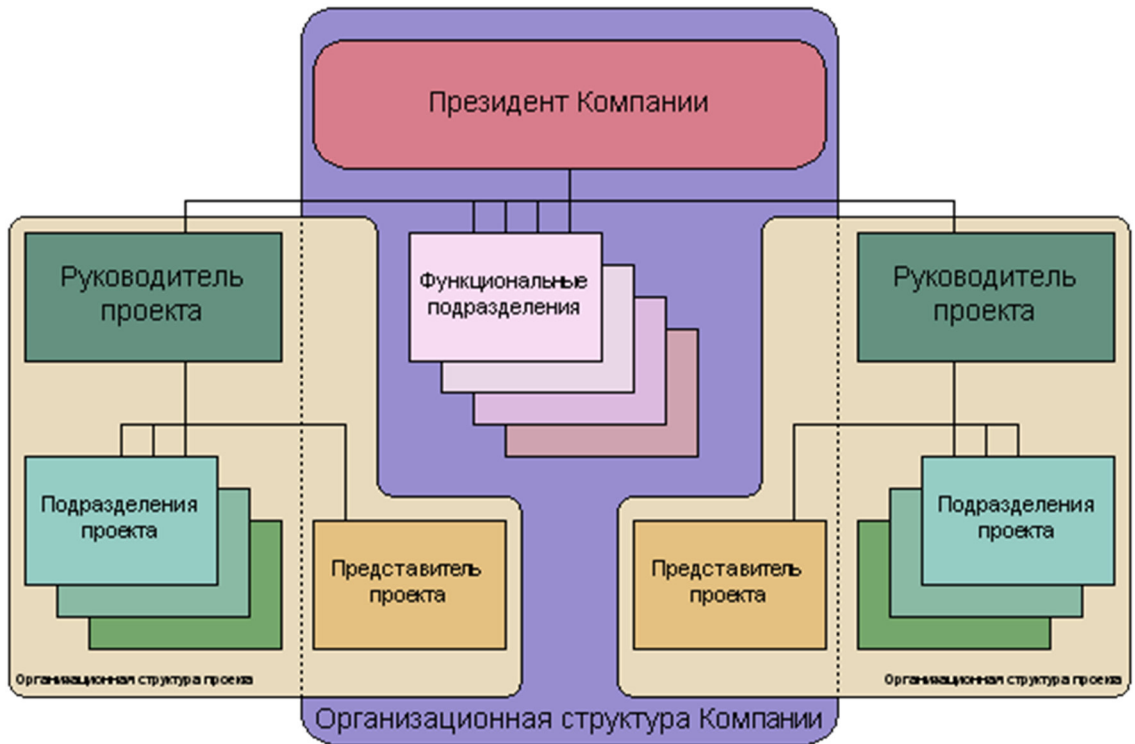 Президент Компании
Руководитель
проекта
Функциональные
подразделения
Руководитель
проекта
Подразделения
проекта
Представитель
проекта
Представитель
проекта
Подразделения
проекта
Организационная структура проекта
Организационная структура проекта
Организационная структура Компании